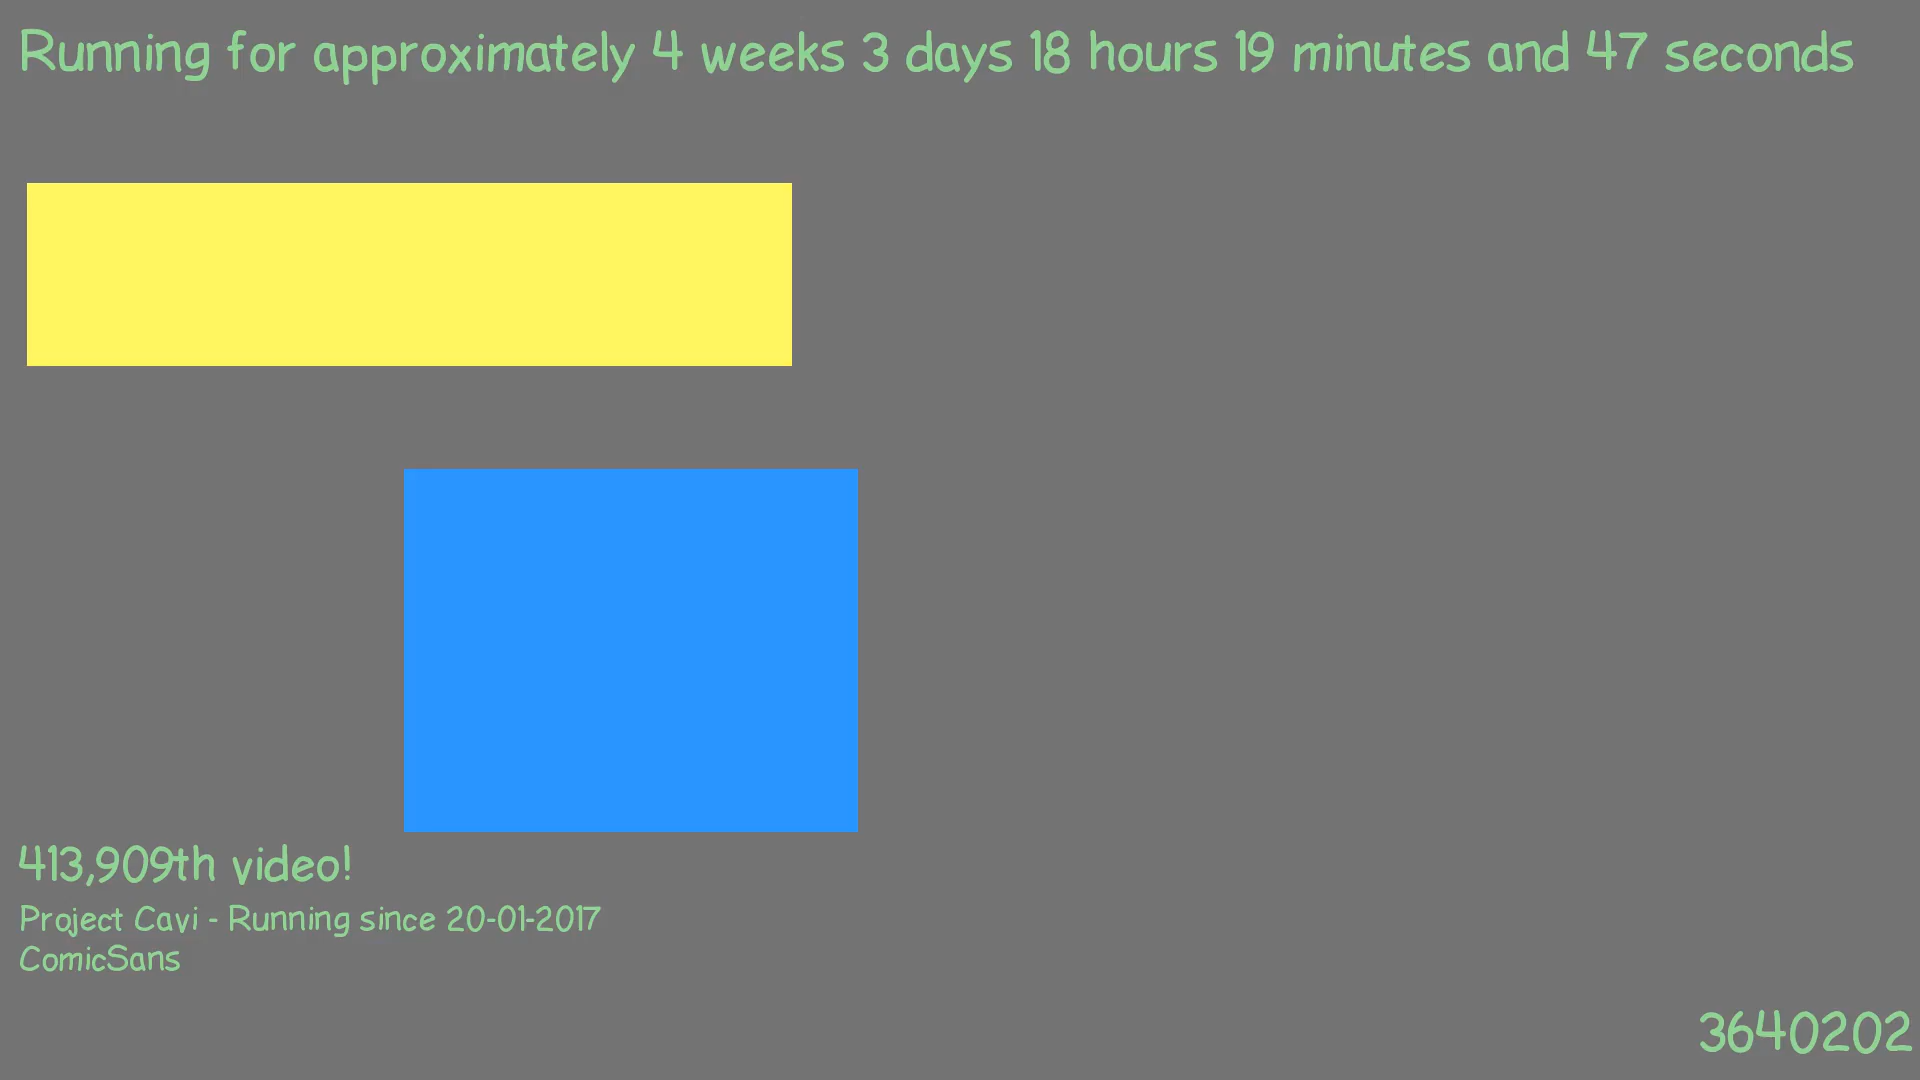 Running for approximately 4 weeks 3 days 18 hours 19 minutes and 47 seconds
413,909th video!
Project Cavi - Running since 20-01-2017
ComicSans
3640202